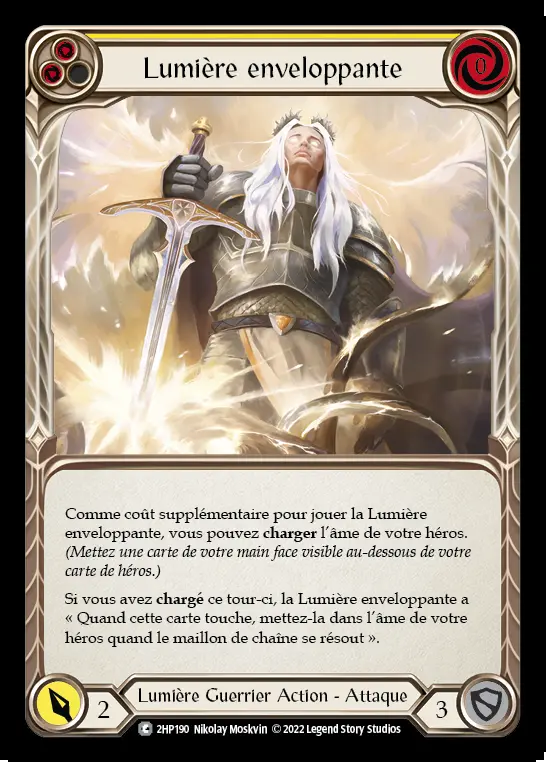 Lumière enveloppante
0
Comme coût supplémentaire pour jouer la Lumière
enveloppante, vous pouvez charger l'âme de votre héros.
(Mettez une carte de votre main face visible au-dessous de votre
carte de héros.)
Si vous avez chargé ce tour-ci, la Lumière enveloppante a
« Quand cette carte touche, mettez-la dans l'âme de votre
héros quand le maillon de chaîne se résout ».
2
Lumière Guerrier Action - Attaque
3
C 2HP190 Nikolay Moskvin © 2022 Legend Story Studios